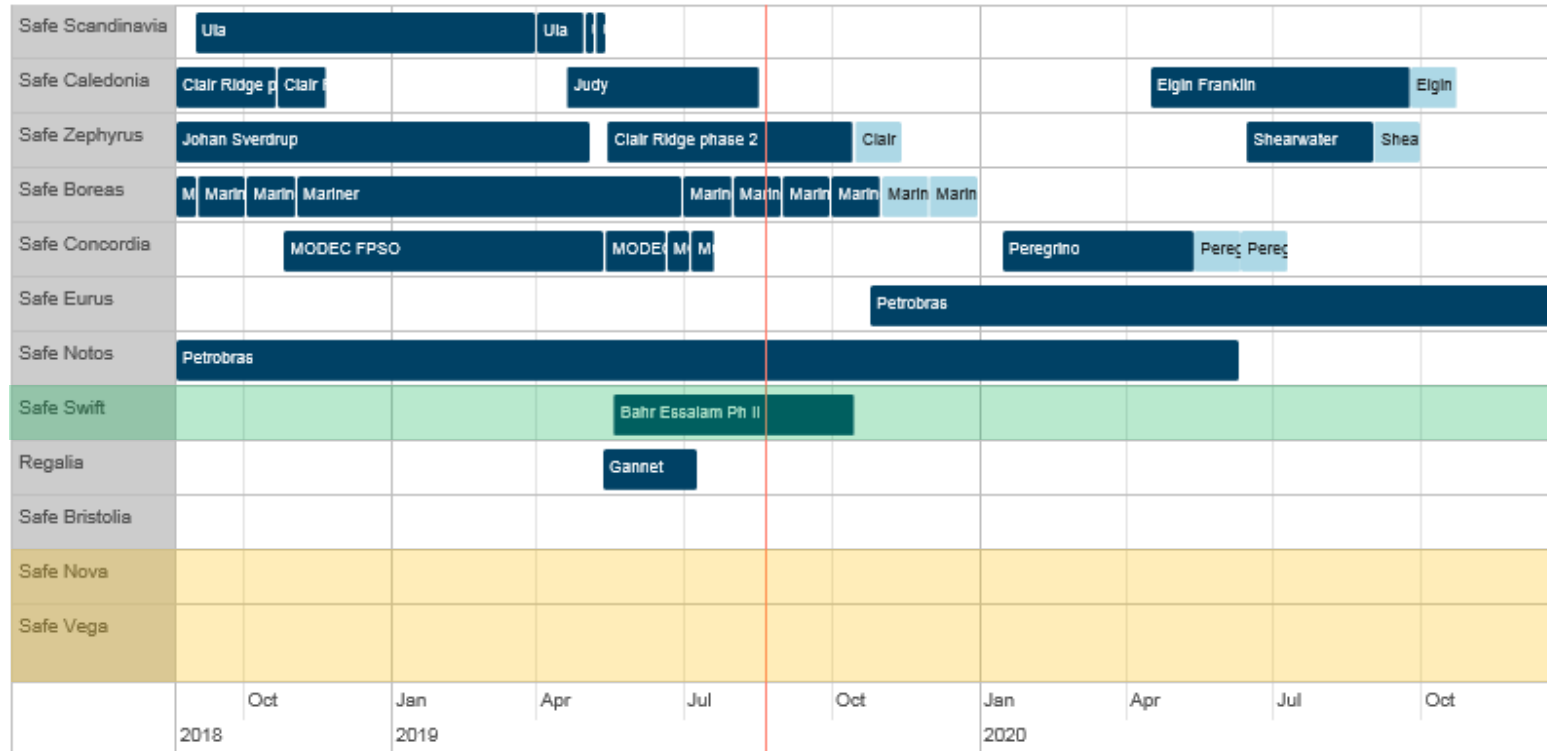 Safe Scandinavia
Ula
Ula
Safe Caledonia
Clair Ridge p
Clair
Judy
Elgin Franklin
Elgin
Safe Zephyrus
Johan Sverdrup
Clair Ridge phase 2
Clair
Shearwater
Shea
Safe Boreas
M
Marin
Marin
Mariner
Marin
Marin
Marin
Marin
Marin
Marin
Safe Concordia
MODEC FPSO
MODEC
M
M
Peregrino
Pereg
Pereg
Safe Eurus
Petrobras
Safe Notos
Petrobras
Safe Swift
Bahr Essalam Ph II
Regalia
Gannet
Safe Bristolia
Safe Nova
Safe Vega
Oct
Jan
Apr
Jul
Oct
Jan
Apr
Jul
Oct
2018
2019
2020